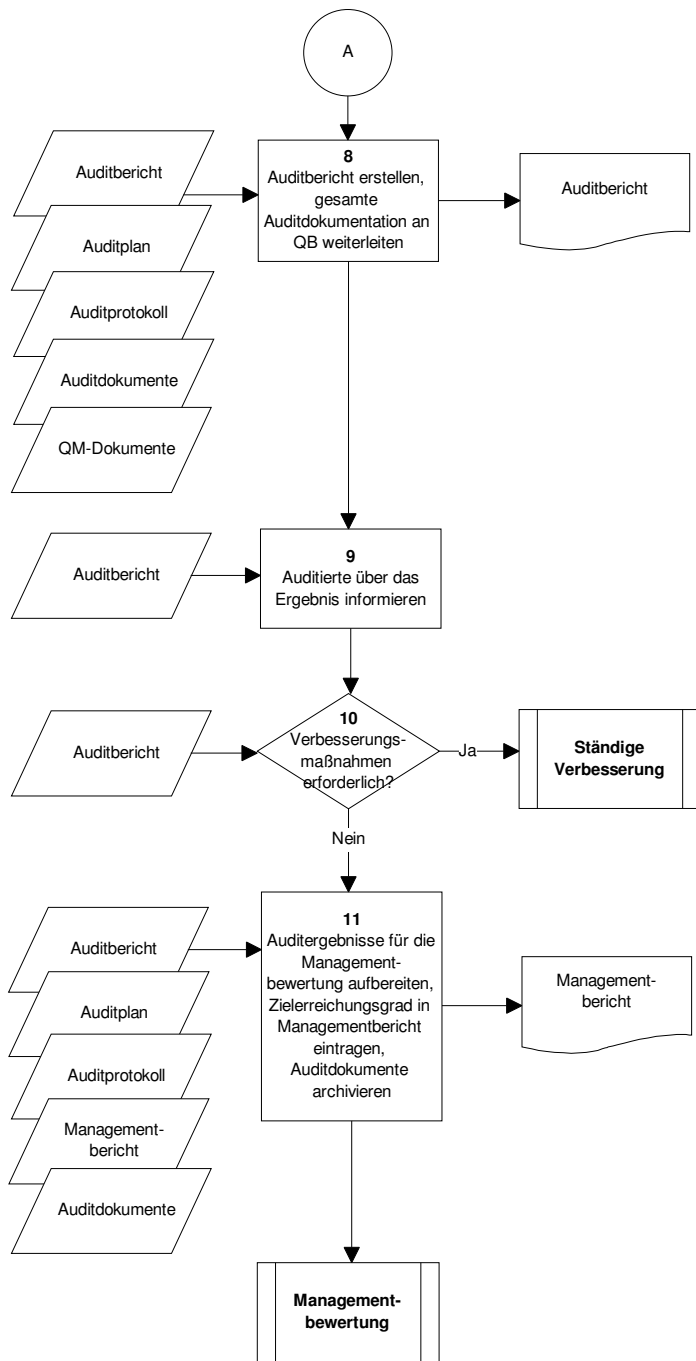 A
Auditbericht
Auditplan
Auditprotokoll
Auditdokumente
QM-Dokumente
8
Auditbericht erstellen,
gesamte
Auditdokumentation an
QB weiterleiten
Auditbericht
Auditbericht
9
Auditierte über das
Ergebnis informieren
Auditbericht
10
Verbesserungs-
maßnahmen
erforderlich?
Ja
Ständige
Verbesserung
Nein
Auditbericht
Auditplan
Auditprotokoll
Management-
bericht
Auditdokumente
11
Auditergebnisse für die
Management-
bewertung aufbereiten,
Zielerreichungsgrad in
Managementbericht
eintragen,
Auditdokumente
archivieren
Management-
bericht
Management-
bewertung